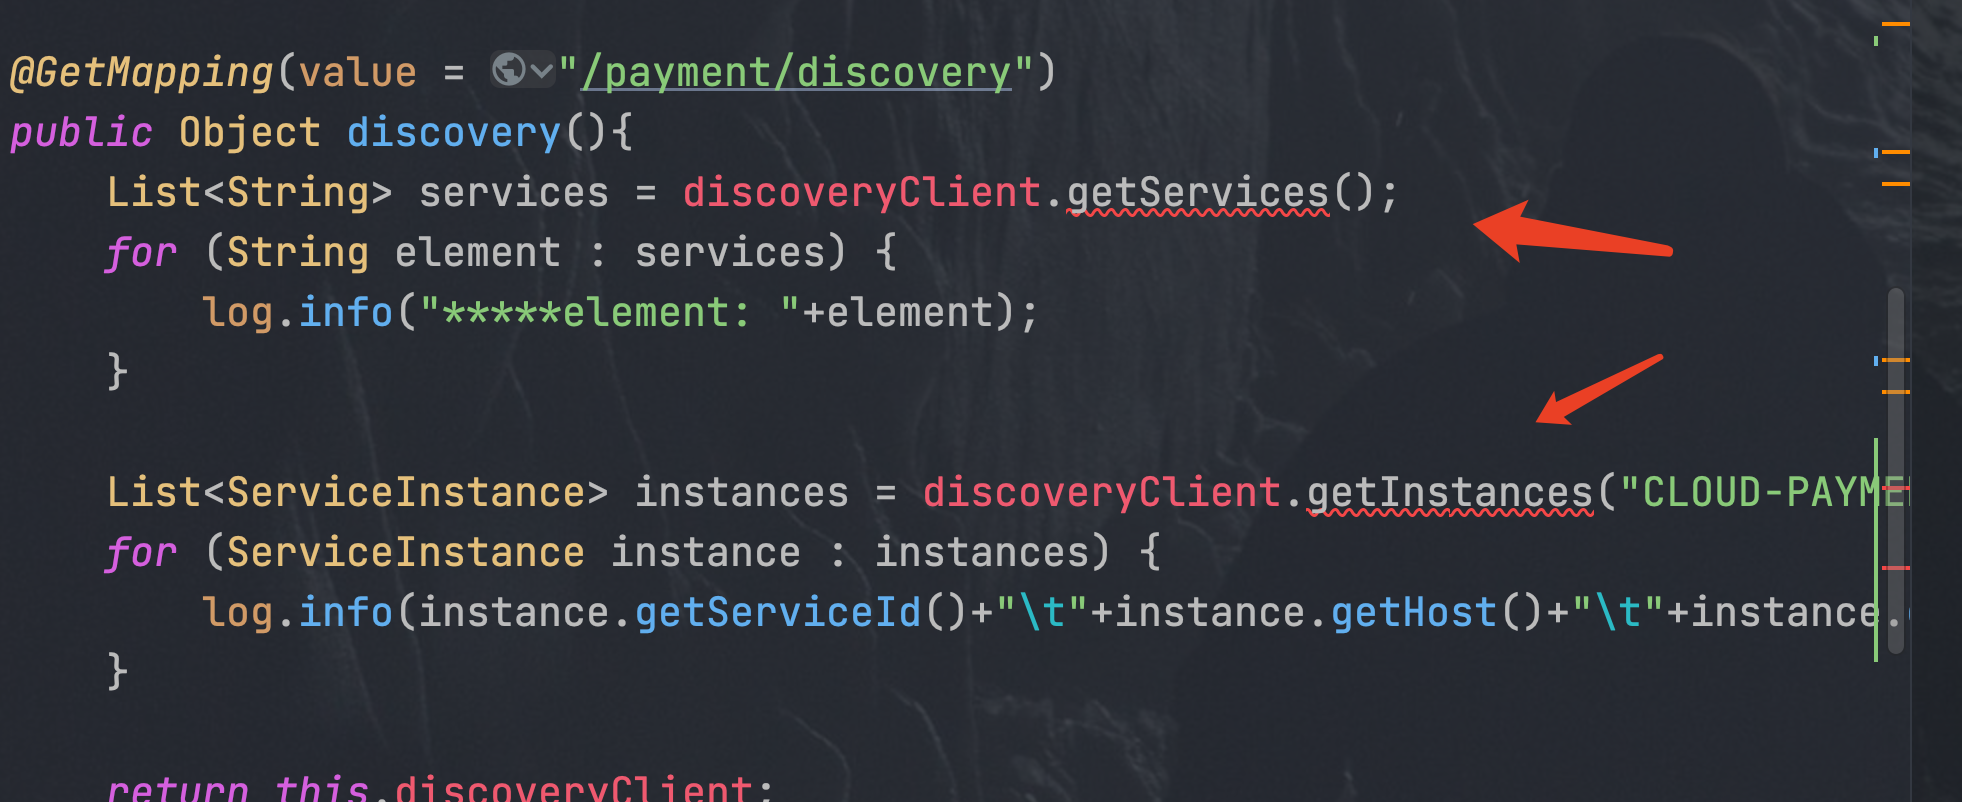 @GetMapping(value = "/payment/discovery")
public Object discovery(){
List<String> services = discoveryClient.getServices();
for (String element : services) {
log.info("*****element: "+element);
}
List<ServiceInstance> instances = discoveryClient.getInstances("CLOUD-PAYME
for (ServiceInstance instance : instances) {
log.info(instance.getServiceId()+"\t"+instance.getHost()+"\t"+instance.
}
return this.discoveryClient;